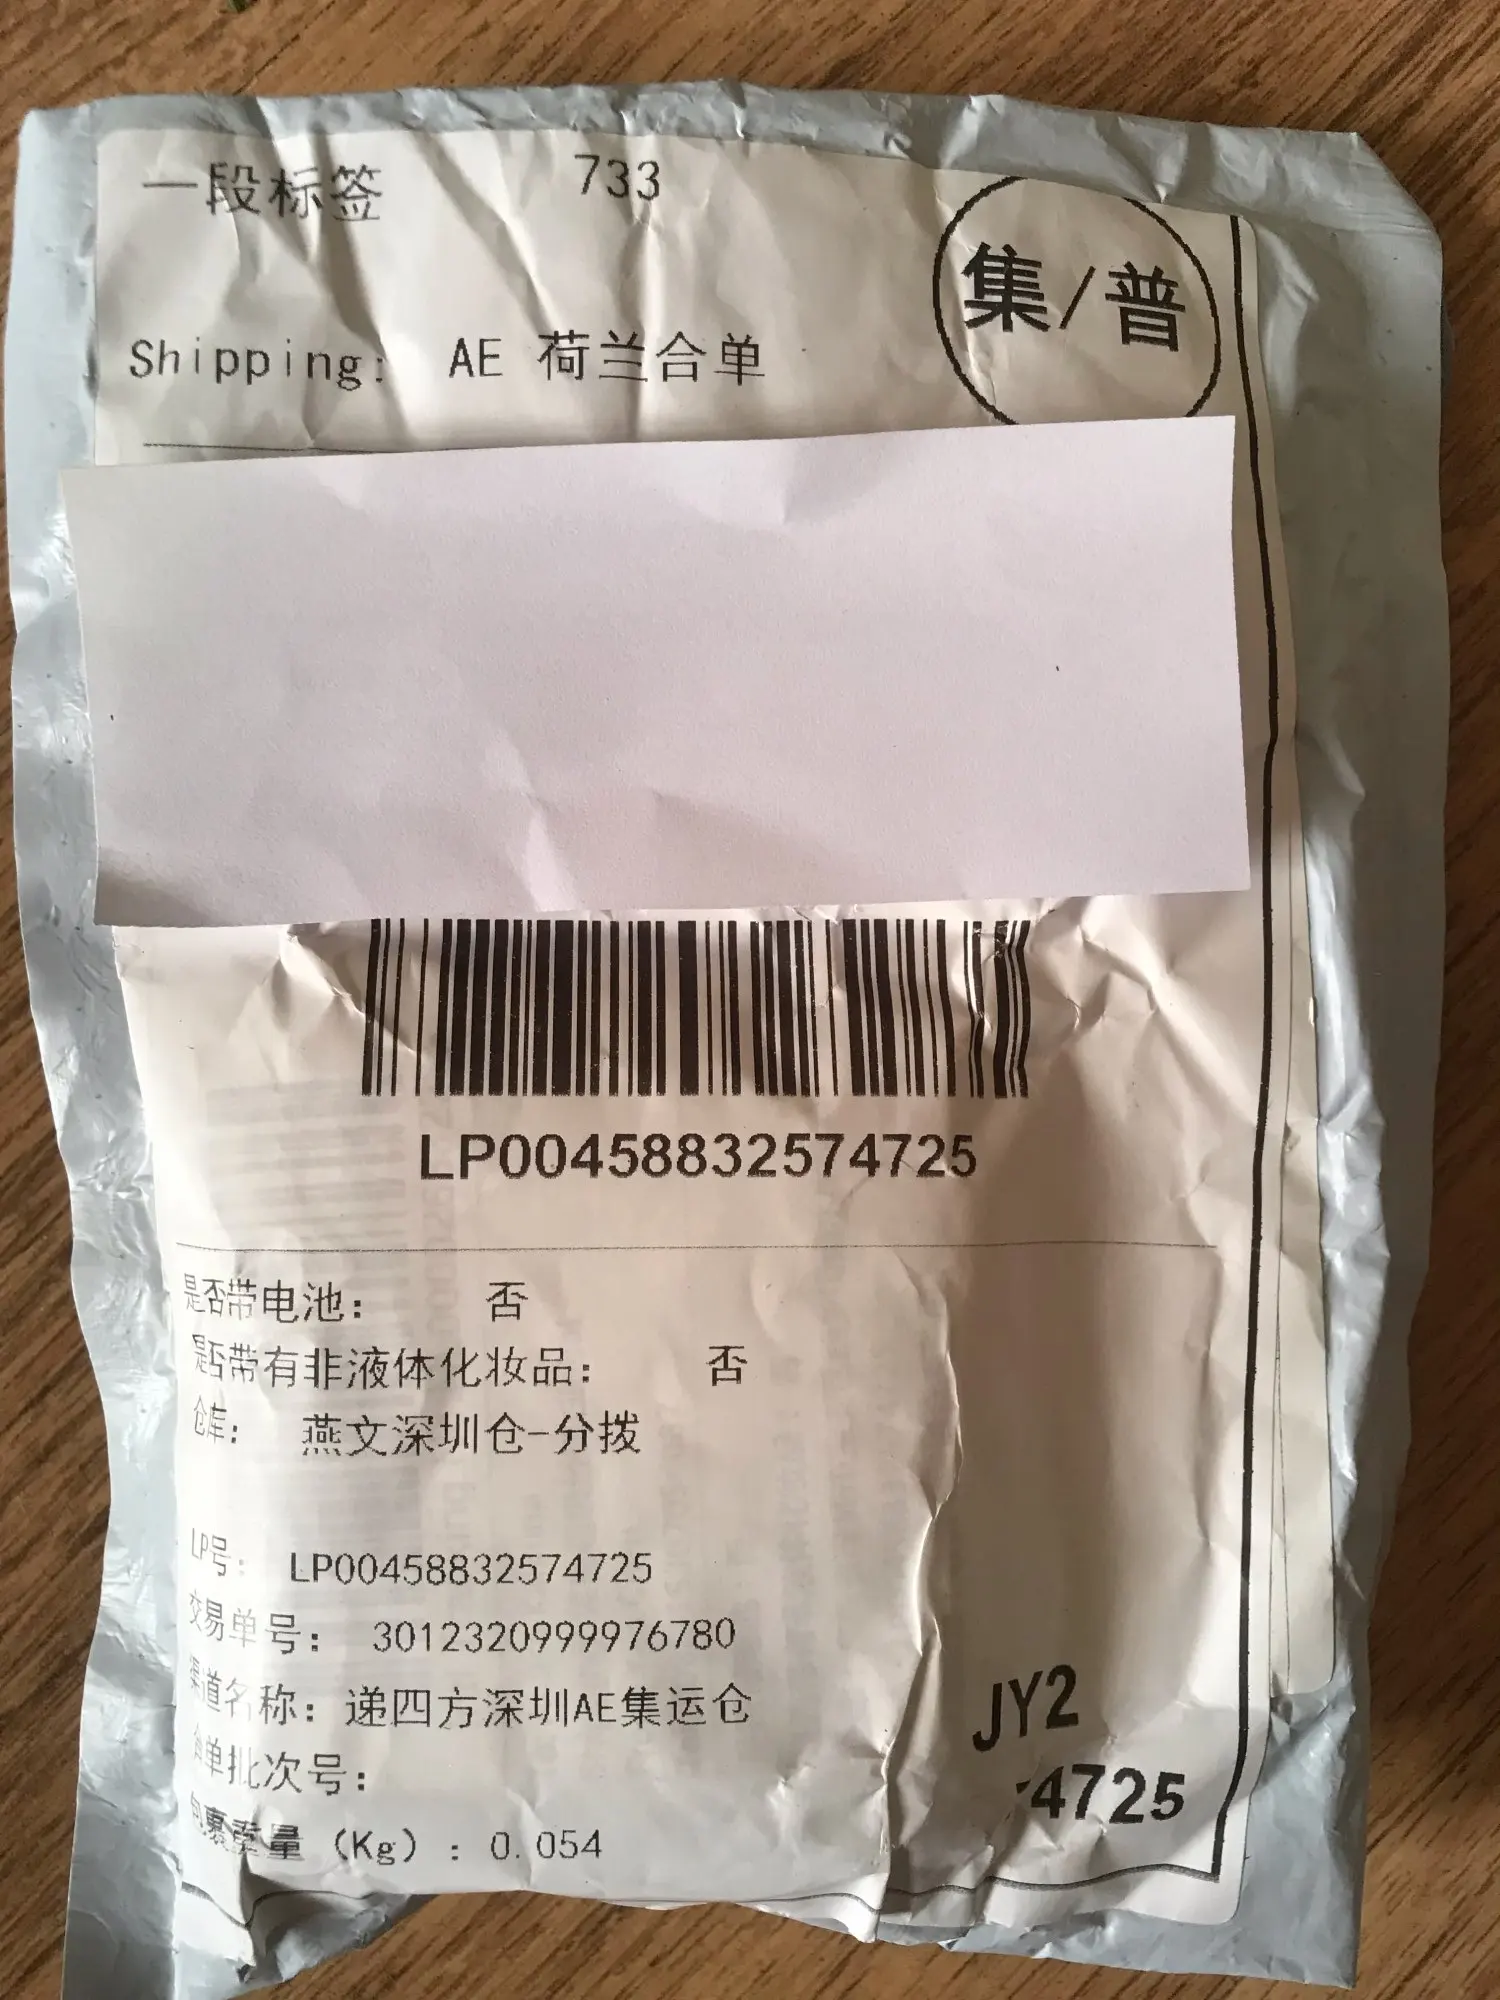 一段标签 733
集/普
Shipping: AE 荷兰合单
LP00458832574725
是否带电池： 否
是否带有非液体化妆品： 否
仓库： 燕文深圳仓-分拨
LP号： LP00458832574725
交易单号： 3012320999976780
渠道名称：递四方深圳AE集运仓
合单批次号：
包裹重量（Kg）：0.054
JY2
-4725